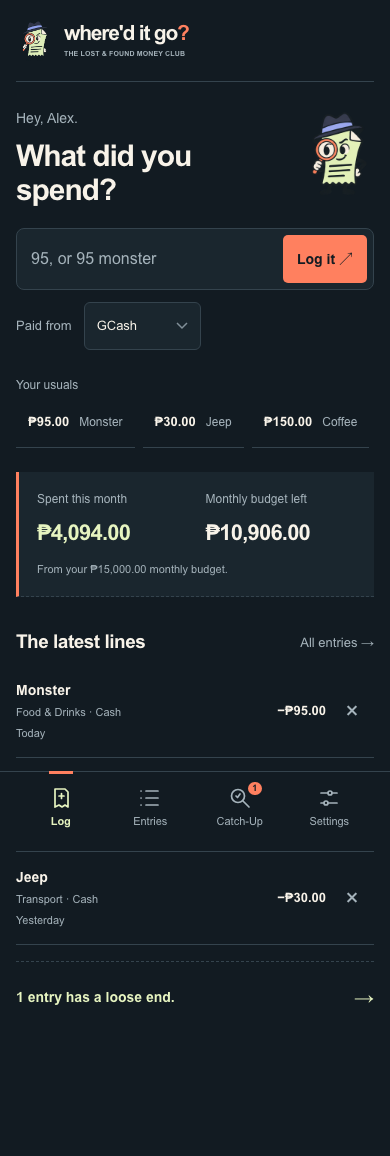 where'd it go?
THE LOST & FOUND MONEY CLUB
Hey, Alex.
What did you
spend?
95, or 95 monster
Log it ↗
Paid from
GCash
Your usuals
₱95.00 Monster
₱30.00 Jeep
₱150.00 Coffee
Spent this month
₱4,094.00
Monthly budget left
₱10,906.00
From your ₱15,000.00 monthly budget.
The latest lines
All entries →
Monster
Food & Drinks · Cash
Today
−₱95.00 ×
Log
Entries
1
Catch-Up
Settings
Jeep
Transport · Cash
Yesterday
−₱30.00 ×
1 entry has a loose end. →